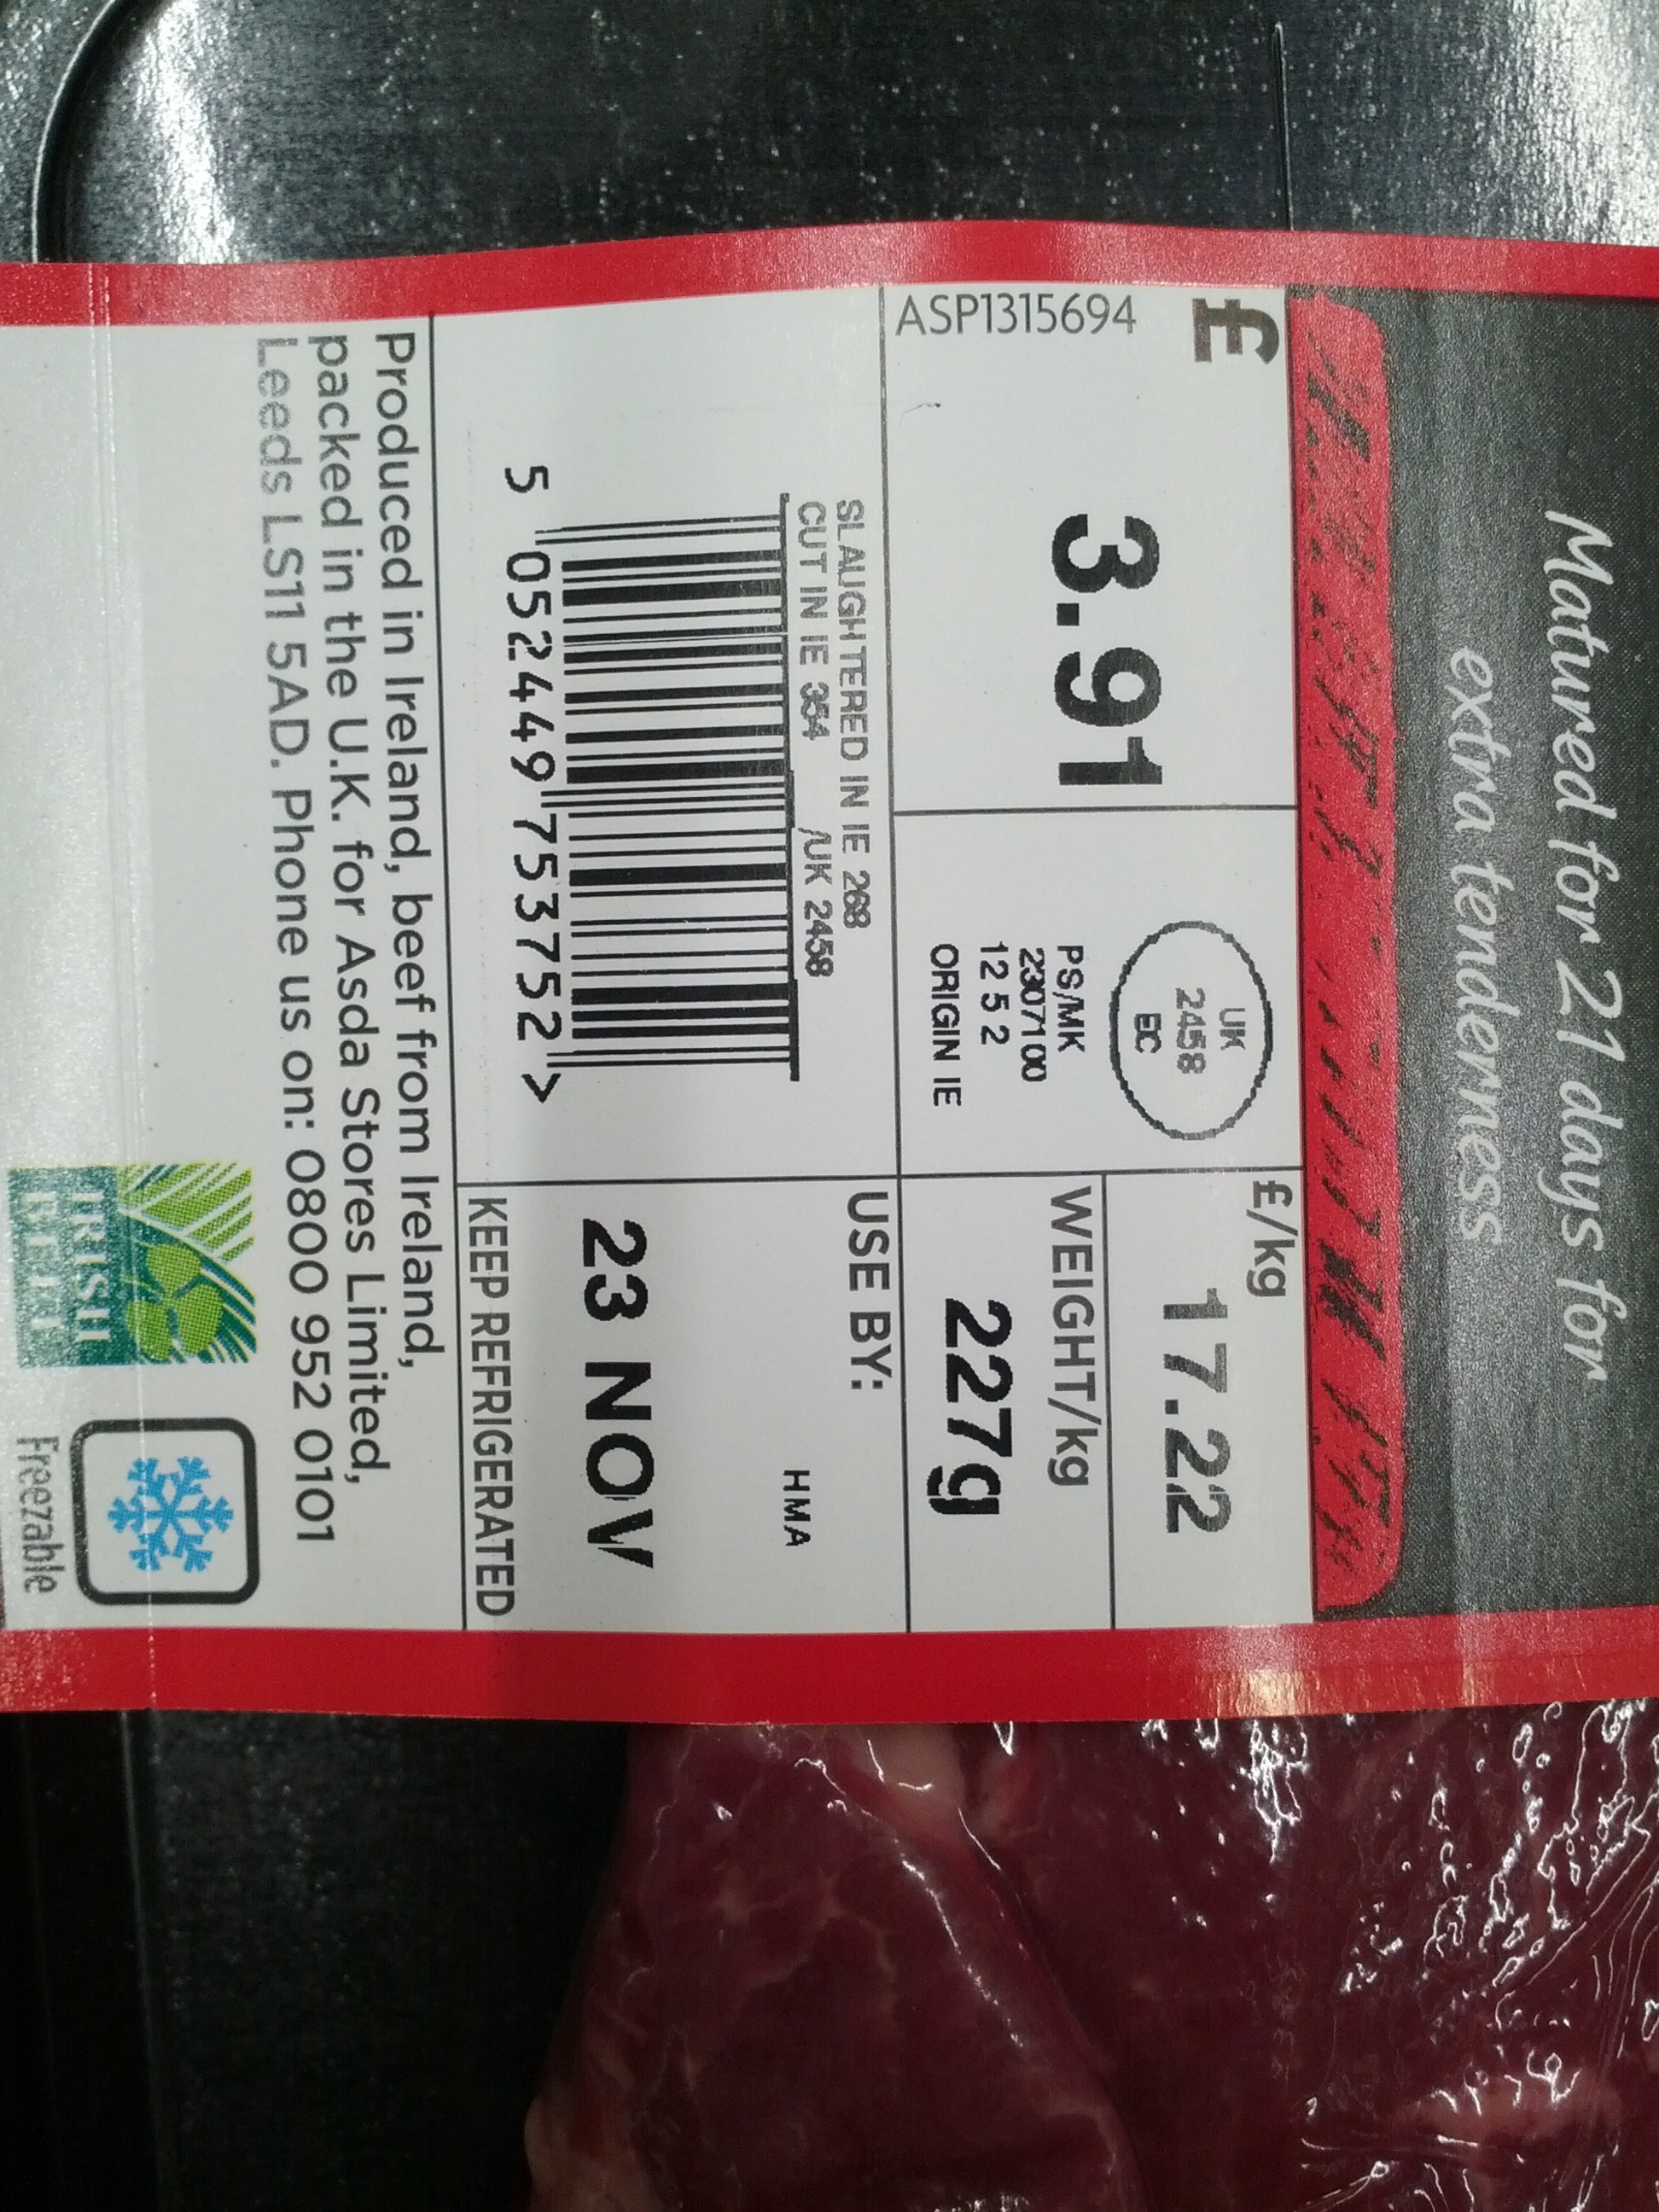 Matured for 21 days for
extra tenderness
£
3.91
ASP1315694
UK
2458
EC
PS/MK
2307100
12 5 2
ORIGIN IE
£/kg
17.22
WEIGHT/kg
227g
SLAUGHTERED IN IE 268
CUT IN IE 354 /UK 2458
5 052449 753752 >
USE BY:
HMA
23 NOV
KEEP REFRIGERATED
Produced in Ireland, beef from Ireland,
packed in the U.K. for Asda Stores Limited,
Leeds LS11 5AD. Phone us on: 0800 952 0101
IRISH
BEEF
Freezable